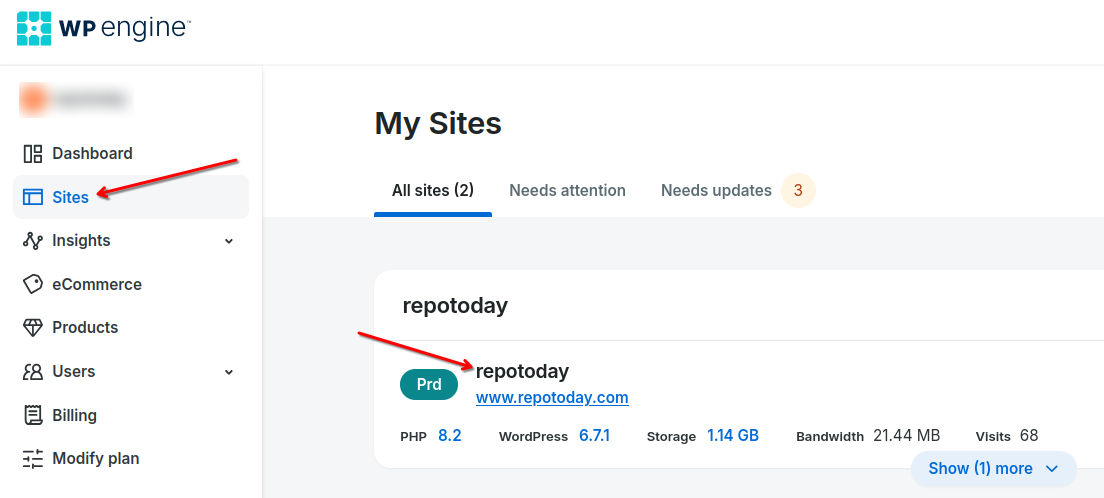 WP engine™
Dashboard
Sites
Insights
eCommerce
Products
Users
Billing
Modify plan
My Sites
All sites (2) Needs attention Needs updates 3
repotoday
Prd
repotoday
www.repotoday.com
PHP 8.2 WordPress 6.7.1 Storage 1.14 GB Bandwidth 21.44 MB Visits 68
Show (1) more